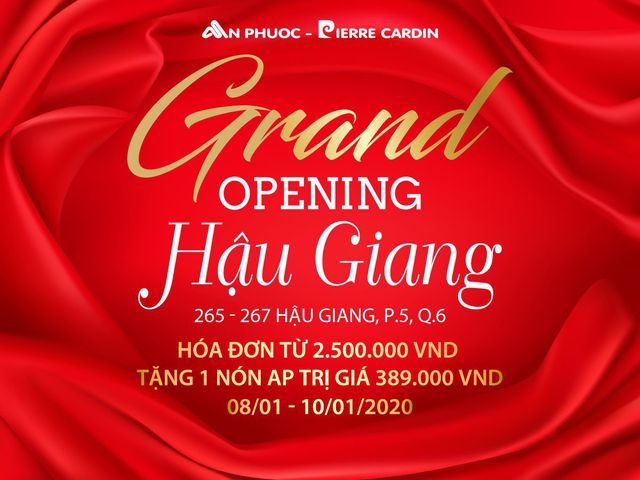 AN PHUOC - PIERRE CARDIN
Grand
OPENING
Hậu Giang
265 - 267 HẬU GIANG, P.5, Q.6
HÓA ĐƠN TỪ 2.500.000 VND
TẶNG 1 NÓN AP TRỊ GIÁ 389.000 VND
08/01 - 10/01/2020